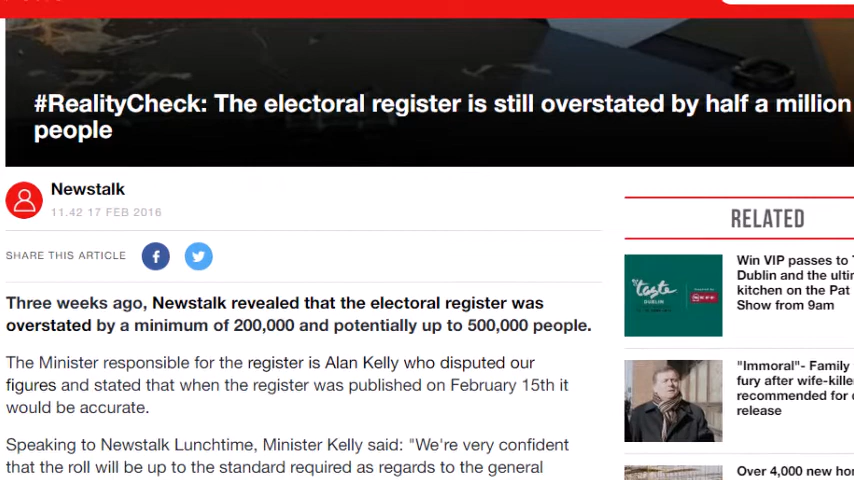 #RealityCheck: The electoral register is still overstated by half a million
people
Newstalk
11.42 17 FEB 2016
SHARE THIS ARTICLE
Three weeks ago, Newstalk revealed that the electoral register was
overstated by a minimum of 200,000 and potentially up to 500,000 people.
The Minister responsible for the register is Alan Kelly who disputed our
figures and stated that when the register was published on February 15th it
would be accurate.
Speaking to Newstalk Lunchtime, Minister Kelly said: "We're very confident
that the roll will be up to the standard required as regards to the general
RELATED
taste
DUBLIN
Win VIP passes to
Dublin and the
kitchen on the Pat
Show from 9am
"Immoral"- Family
fury after
recommended for
release
Over 4,000 new